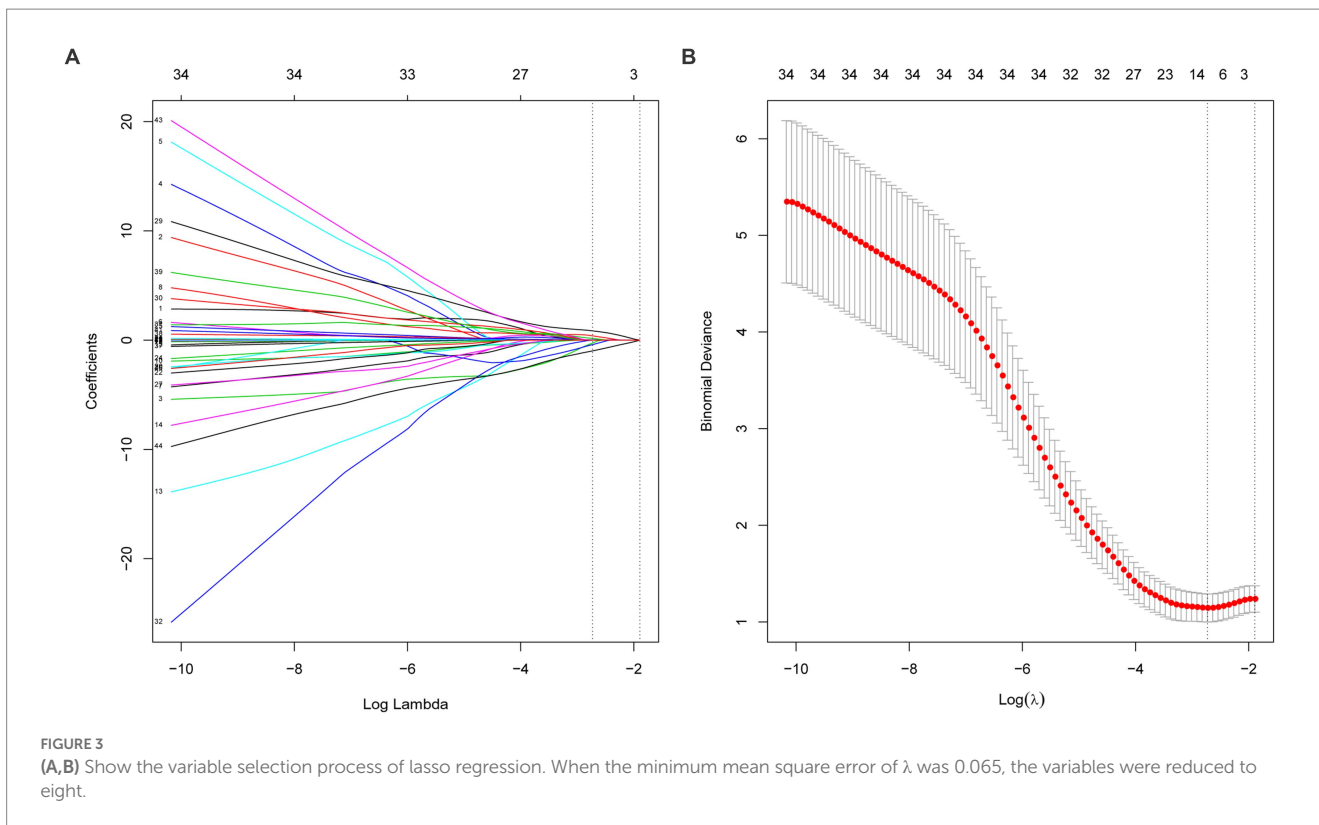 A
34 34 33 27 3
20
10
0
−10
−20
43
5
4
29
2
39
8
30
1
24
22
27
3
14
44
13
32
Coefficients
−10 −8 −6 −4 −2
Log Lambda
B
34 34 34 34 34 34 34 34 34 32 32 27 23 14 6 3
6
5
4
3
2
1
Binomial Deviance
−10 −8 −6 −4 −2
Log(λ)
FIGURE 3
(A,B) Show the variable selection process of lasso regression. When the minimum mean square error of λ was 0.065, the variables were reduced to
eight.